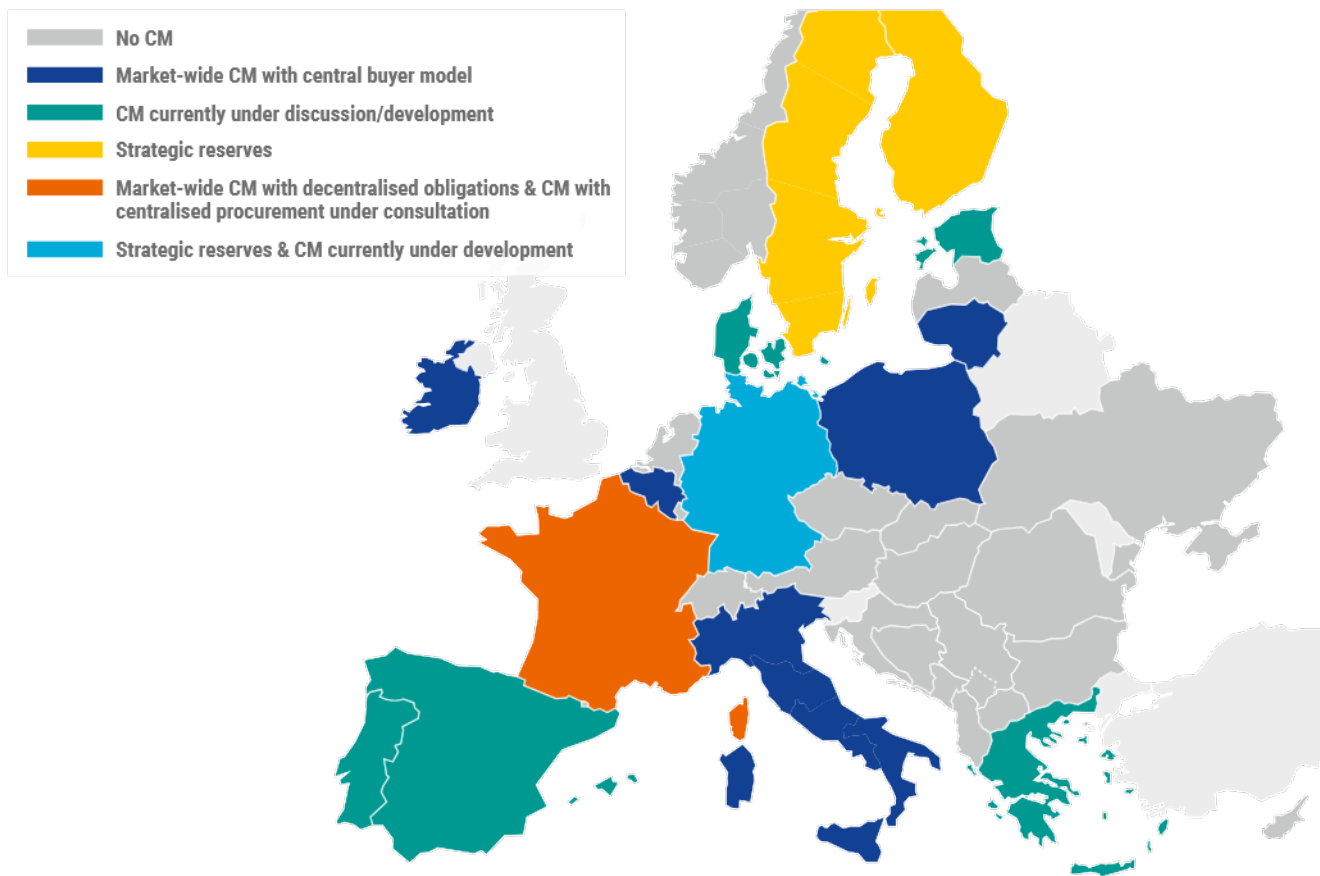 No CM
Market-wide CM with central buyer model
CM currently under discussion/development
Strategic reserves
Market-wide CM with decentralised obligations & CM with
centralised procurement under consultation
Strategic reserves & CM currently under development